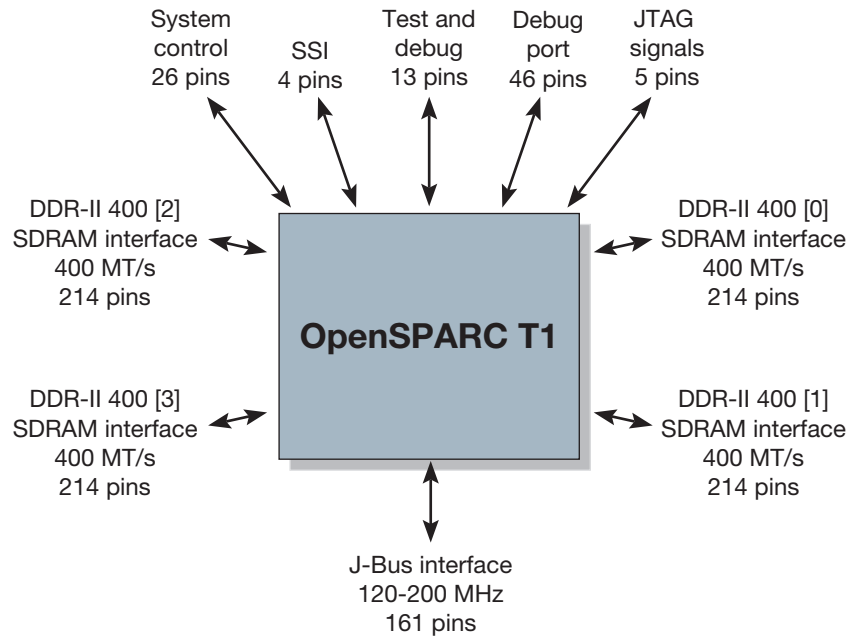 System
control
26 pins
SSI
4 pins
Test and
debug
13 pins
Debug
port
46 pins
JTAG
signals
5 pins
DDR-II 400 [2]
SDRAM interface
400 MT/s
214 pins
DDR-II 400 [0]
SDRAM interface
400 MT/s
214 pins
OpenSPARC T1
DDR-II 400 [3]
SDRAM interface
400 MT/s
214 pins
DDR-II 400 [1]
SDRAM interface
400 MT/s
214 pins
J-Bus interface
120-200 MHz
161 pins